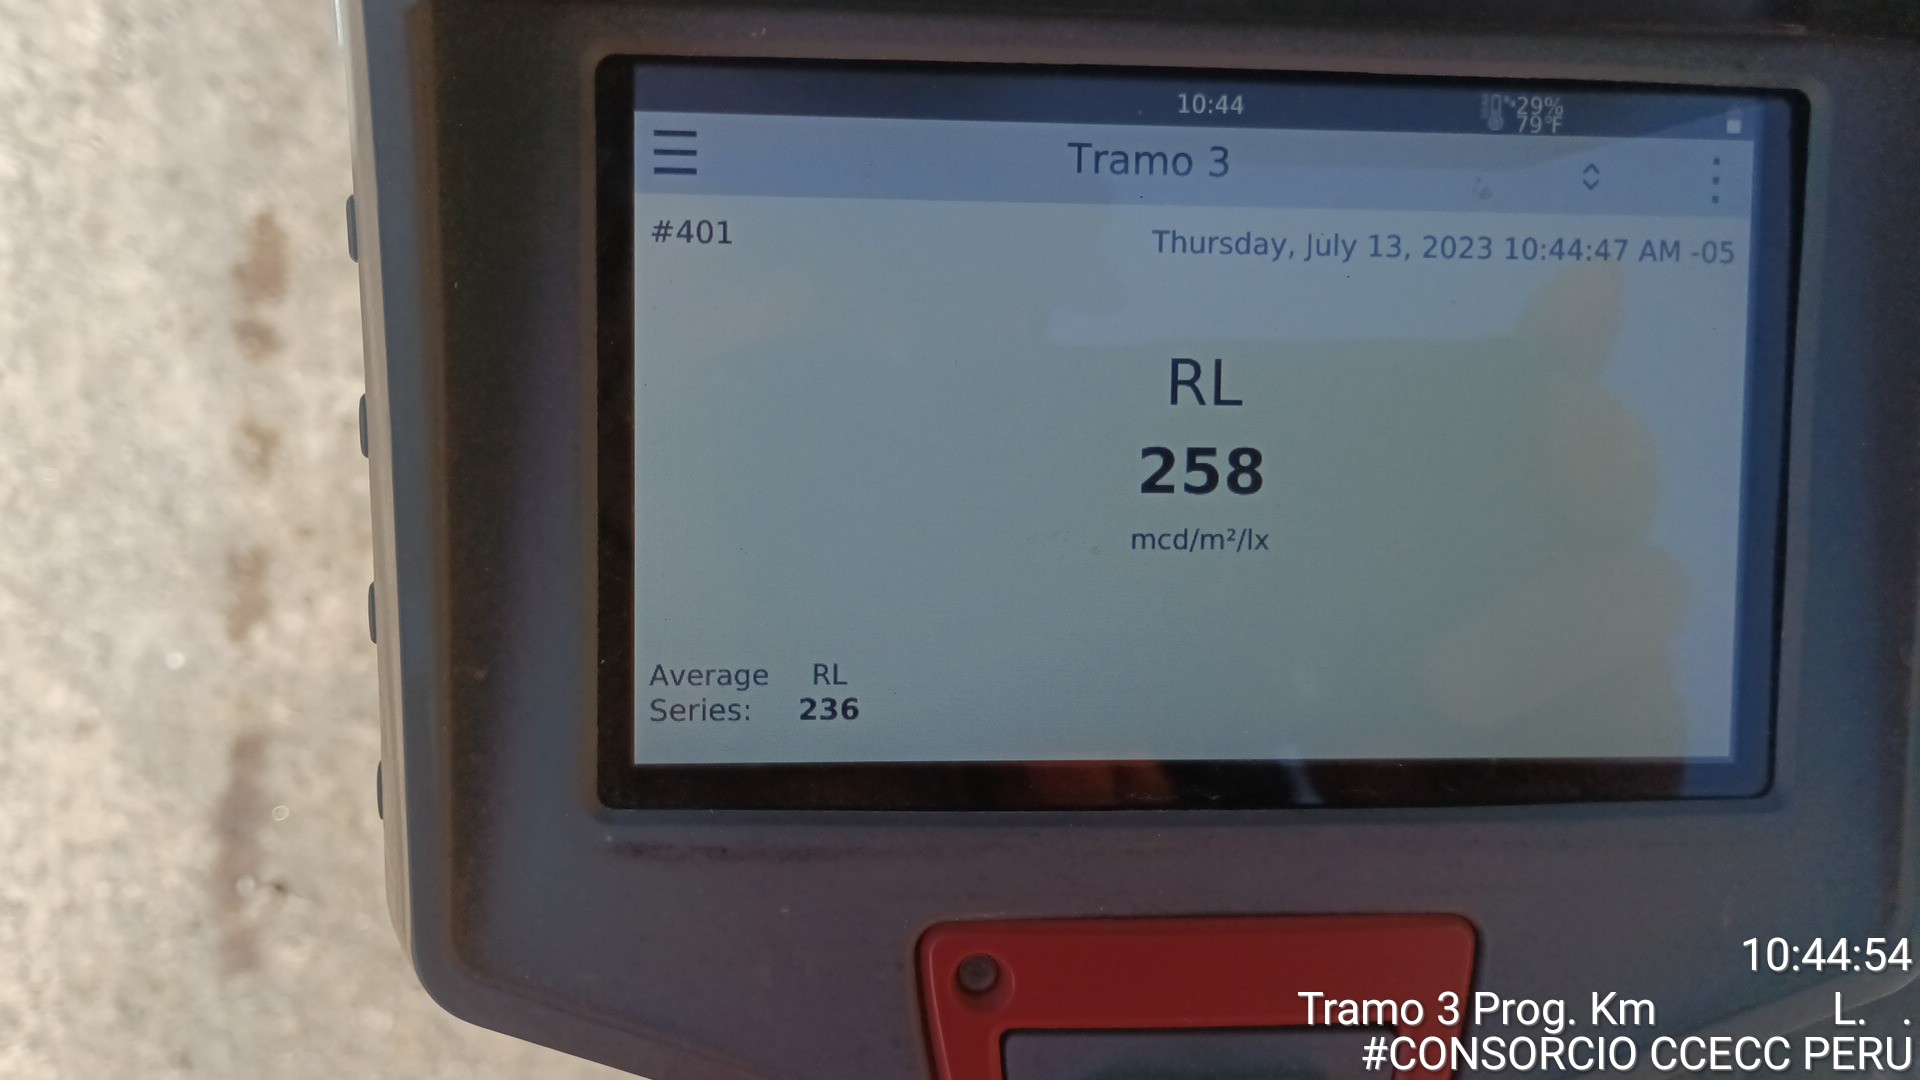 10:44
29%
79°F
Tramo 3
#401
Thursday, July 13, 2023 10:44:47 AM -05
RL
258
mcd/m²/lx
Average RL
Series: 236
10:44:54
Tramo 3 Prog. Km L. .
#CONSORCIO CCECC PERU